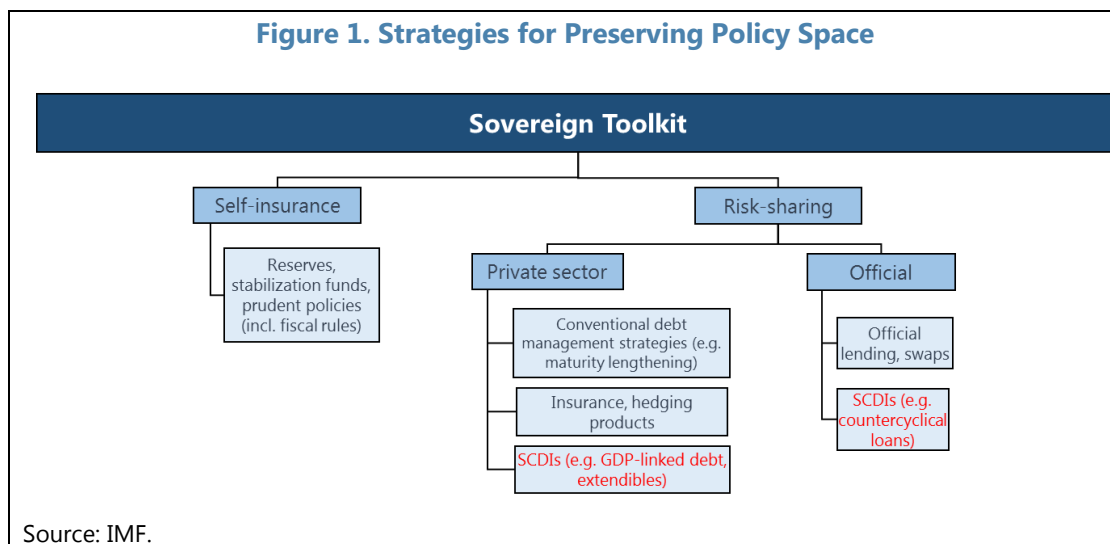 Figure 1. Strategies for Preserving Policy Space
Sovereign Toolkit
Self-insurance
Risk-sharing
Reserves,
stabilization funds,
prudent policies
(incl. fiscal rules)
Private sector
Official
Conventional debt
management strategies (e.g.
maturity lengthening)
Official
lending, swaps
Insurance, hedging
products
SCDIs (e.g.
countercyclical
loans)
SCDIs (e.g. GDP-linked debt,
extendibles)
Source: IMF.